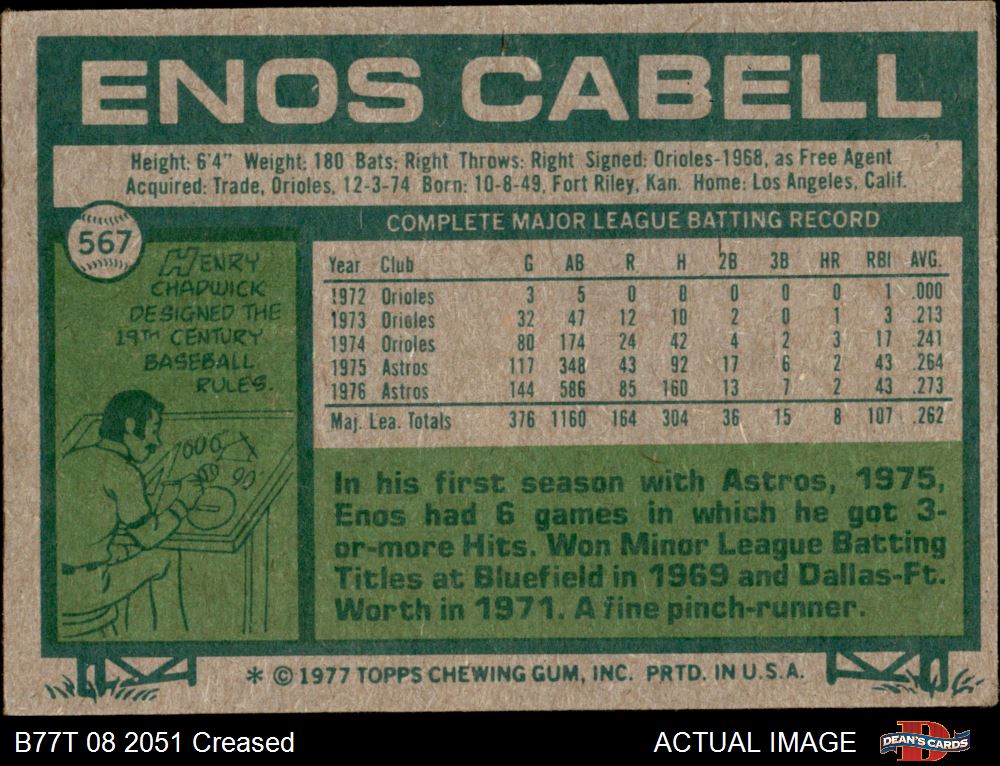 ENOS CABELL
Height: 6'4" Weight: 180 Bats: Right Throws: Right Signed: Orioles-1968, as Free Agent
Acquired: Trade, Orioles, 12-3-74 Born: 10-8-49, Fort Riley, Kan. Home: Los Angeles, Calif.
567
HENRY
CHADWICK
DESIGNED THE
19TH CENTURY
BASEBALL
RULES.
1000
90
COMPLETE MAJOR LEAGUE BATTING RECORD
Year Club G AB R H 2B 3B HR RBI AVG.
1972 Orioles 3 5 0 0 0 0 0 1 .000
1973 Orioles 32 47 12 10 2 0 1 3 .213
1974 Orioles 80 174 24 42 4 2 3 17 .241
1975 Astros 117 348 43 92 17 6 2 43 .264
1976 Astros 144 586 85 160 13 7 2 43 .273
Maj. Lea. Totals 376 1160 164 304 36 15 8 107 .262
In his first season with Astros, 1975,
Enos had 6 games in which he got 3-
or-more Hits. Won Minor League Batting
Titles at Bluefield in 1969 and Dallas-Ft.
Worth in 1971. A fine pinch-runner.
* © 1977 TOPPS CHEWING GUM, INC. PRTD. IN U.S.A.
B77T 08 2051 Creased
ACTUAL IMAGE
D
DEAN'S CARDS